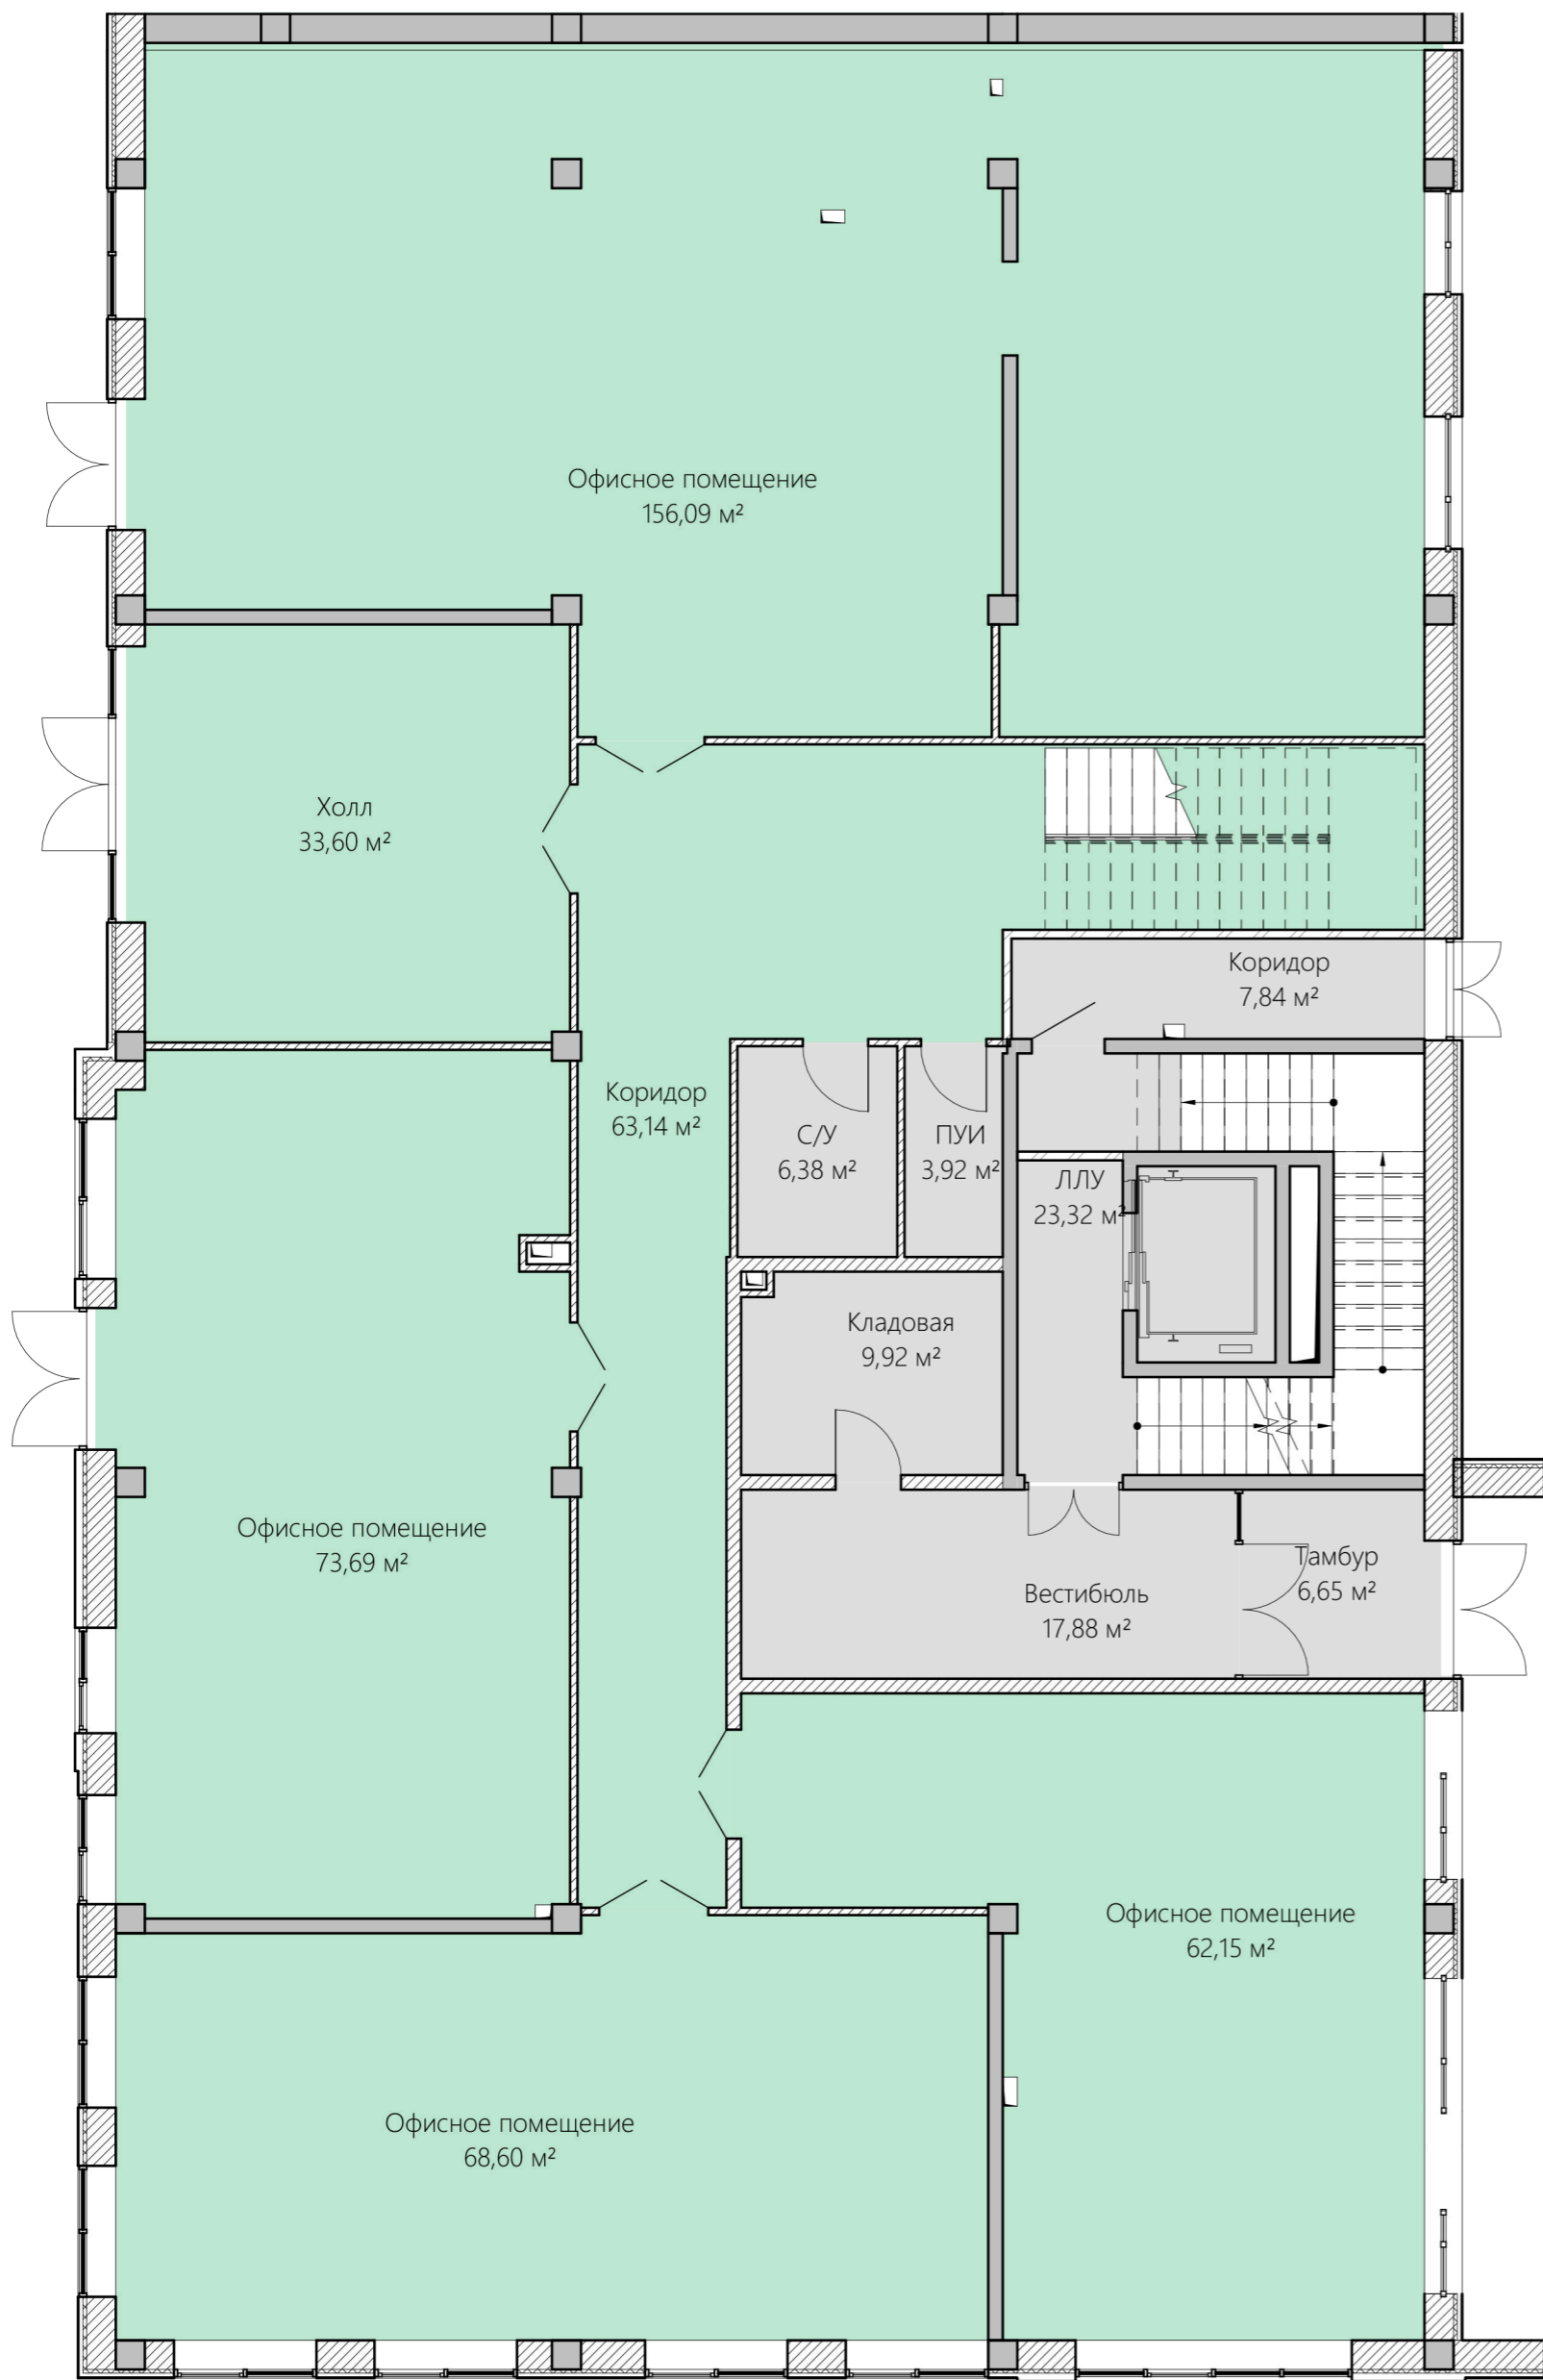 Офисное помещение
156,09 м²
Холл
33,60 м²
Коридор
7,84 м²
Коридор
63,14 м²
С/У
6,38 м²
ПУИ
3,92 м²
ЛЛУ
23,32 м²
Кладовая
9,92 м²
Офисное помещение
73,69 м²
Тамбур
6,65 м²
Вестибюль
17,88 м²
Офисное помещение
62,15 м²
Офисное помещение
68,60 м²